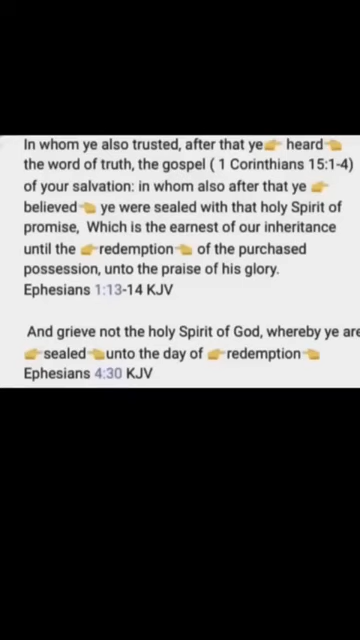 In whom ye also trusted, after that ye👉 heard👈
the word of truth, the gospel ( 1 Corinthians 15:1-4)
of your salvation: in whom also after that ye 👉
believed👈 ye were sealed with that holy Spirit of
promise, Which is the earnest of our inheritance
until the 👉redemption👈 of the purchased
possession, unto the praise of his glory.
Ephesians 1:13-14 KJV
And grieve not the holy Spirit of God, whereby ye are
👉sealed👈unto the day of 👉redemption👈
Ephesians 4:30 KJV